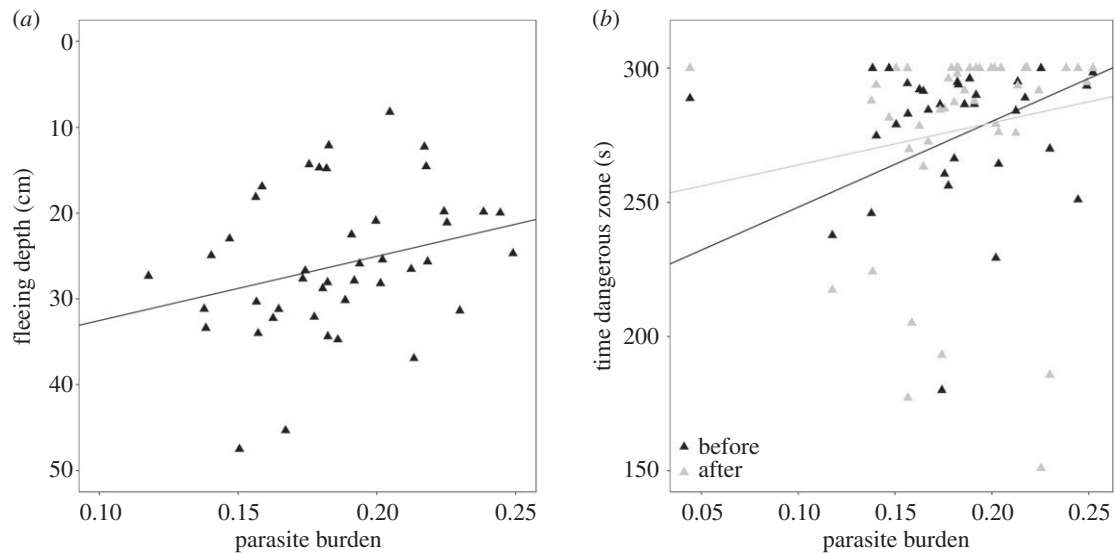 (a)
0
10
20
30
40
50
fleeing depth (cm)
0.10 0.15 0.20 0.25
parasite burden
(b)
300
250
200
150
time dangerous zone (s)
before
after
0.05 0.10 0.15 0.20 0.25
parasite burden